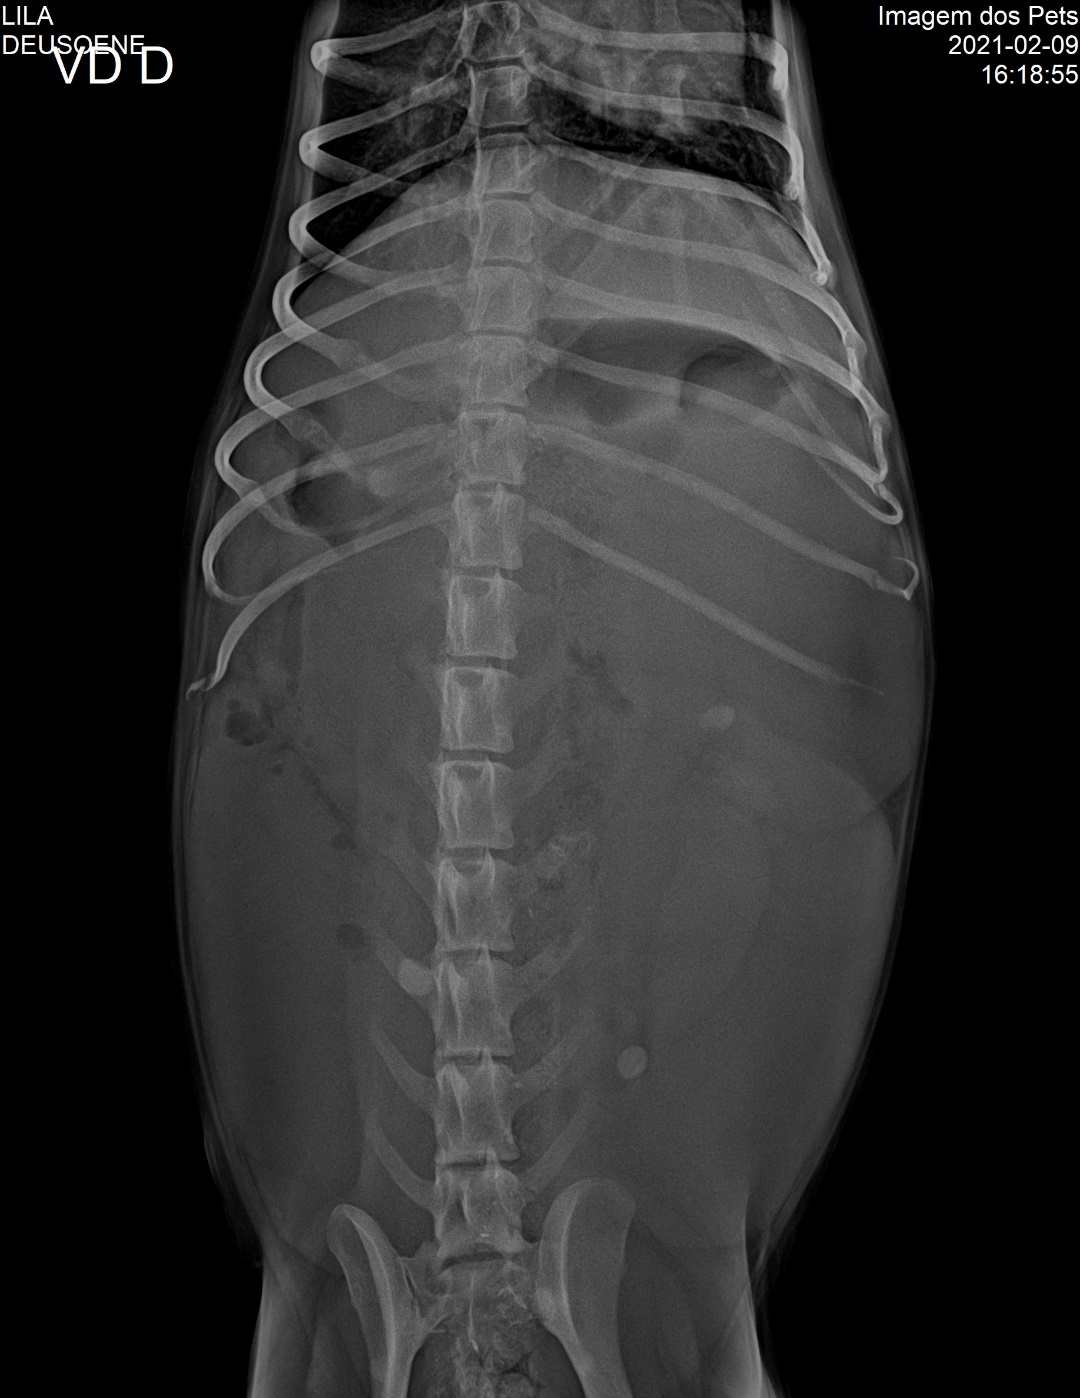 LILA
DEUSOENE
VD D
Imagem dos Pets
2021-02-09
16:18:55